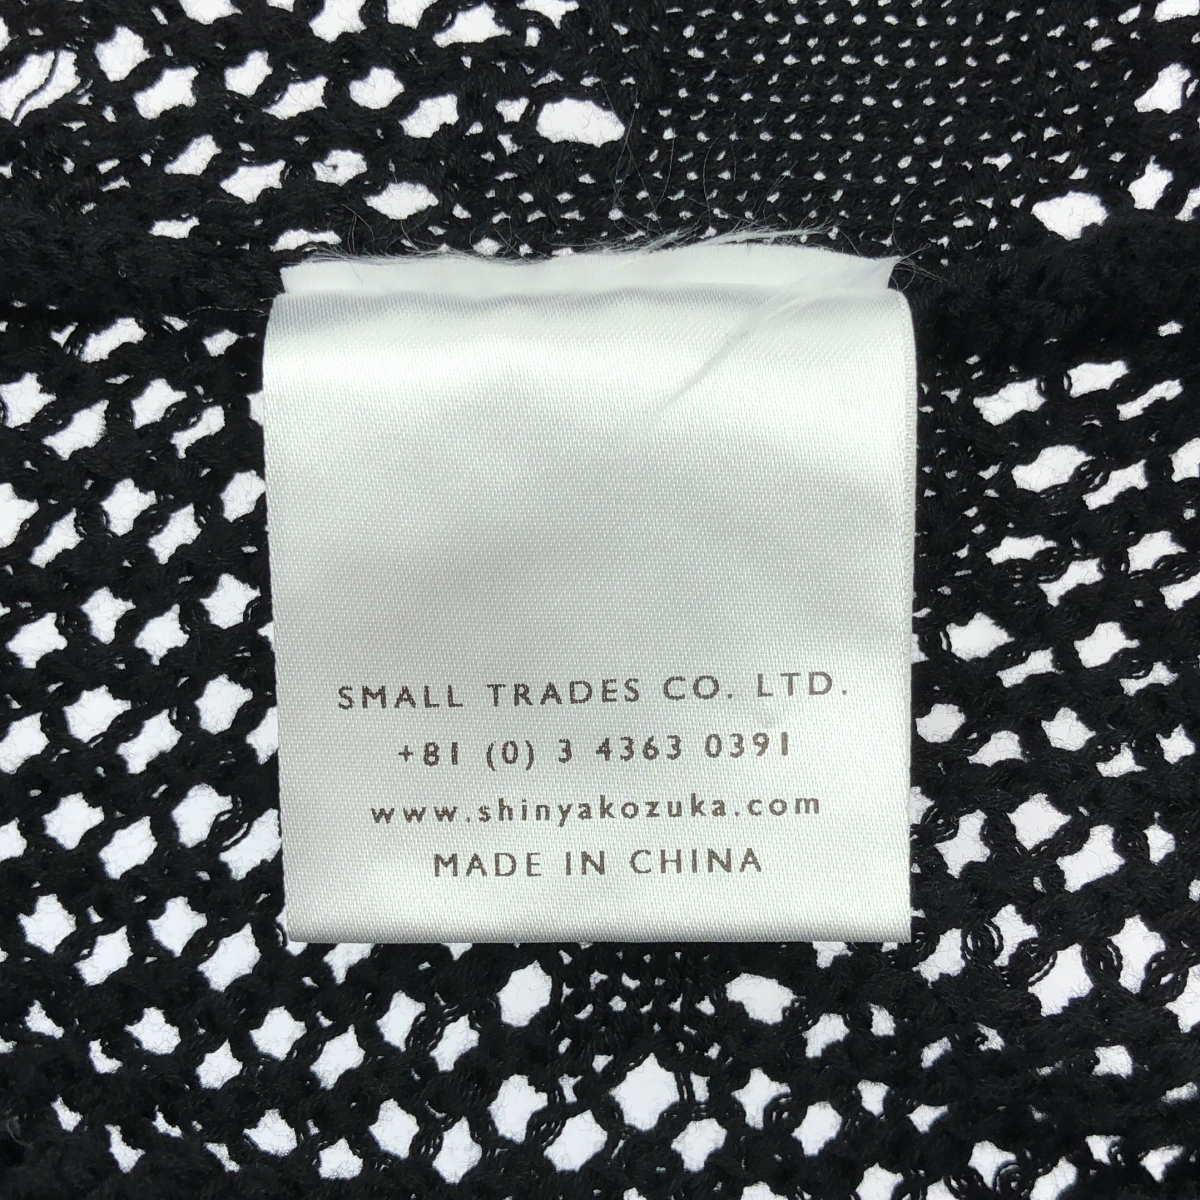 SMALL TRADES CO. LTD.
+81 (0) 3 4363 0391
www.shinyakozuka.com
MADE IN CHINA